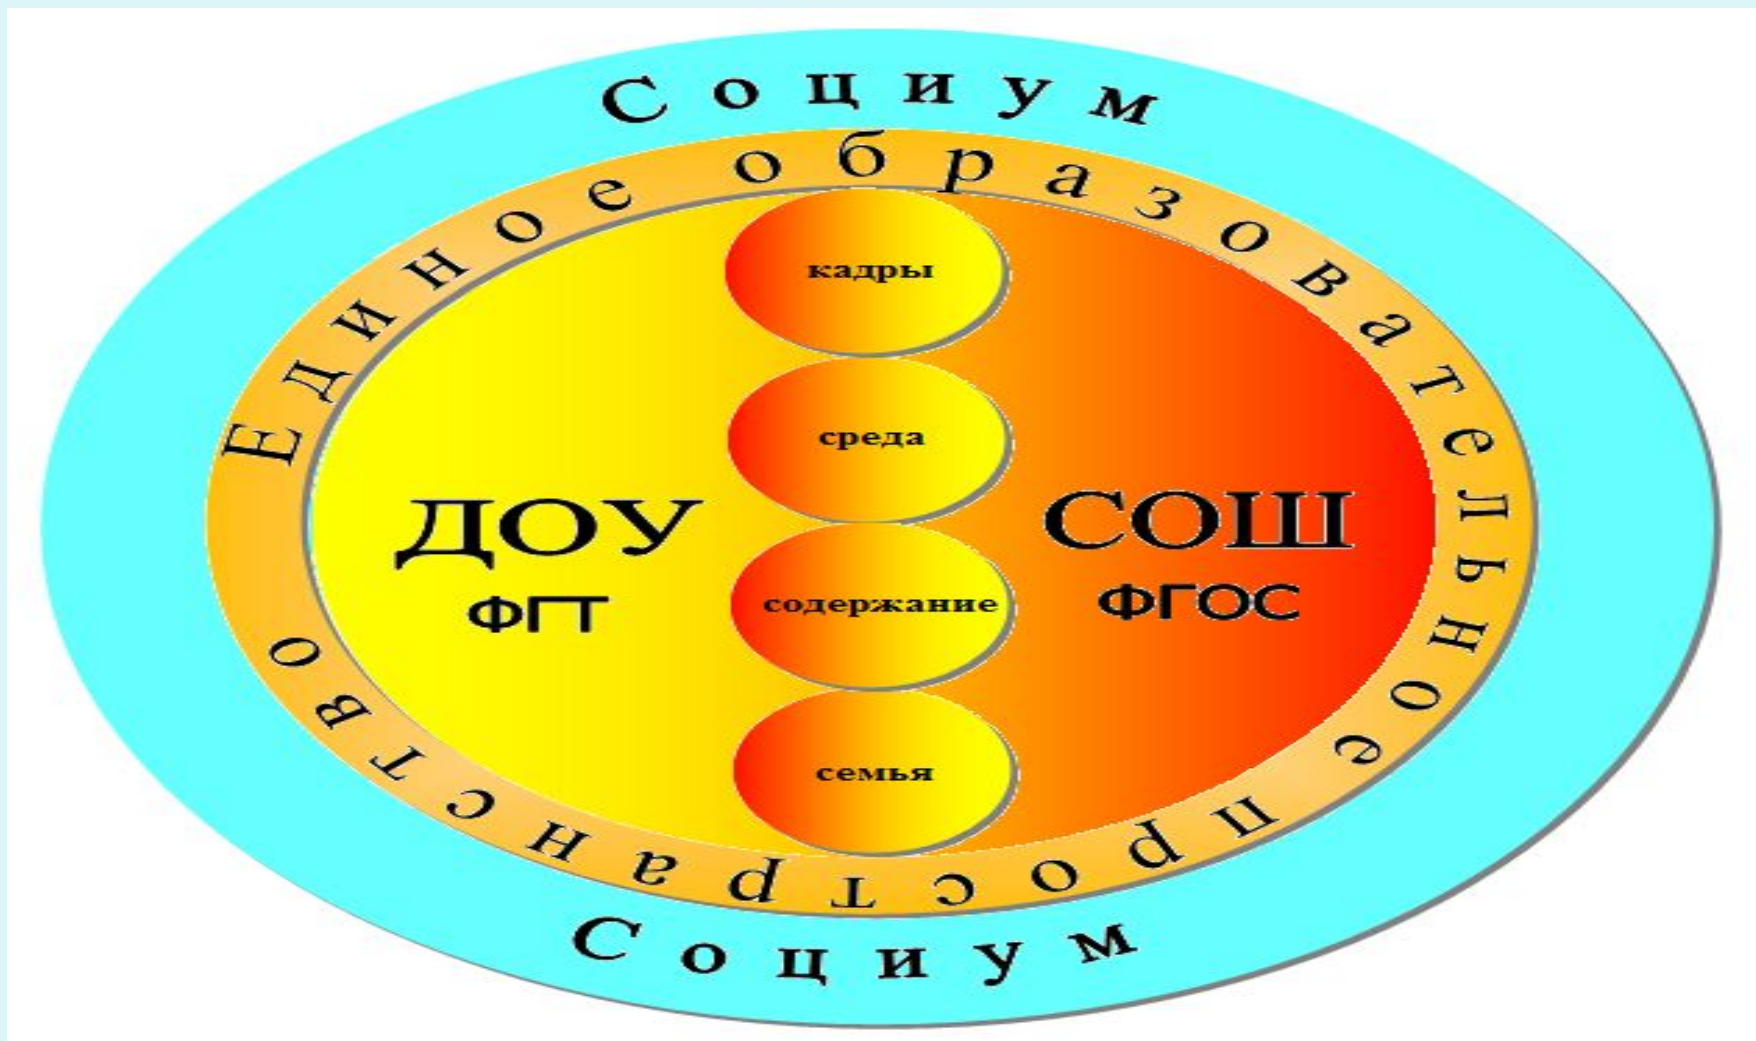 Социум
Единое образовательное пространство
кадры
среда
ДОУ
СОШ
ФГТ
содержание
ФГОС
семья
Социум